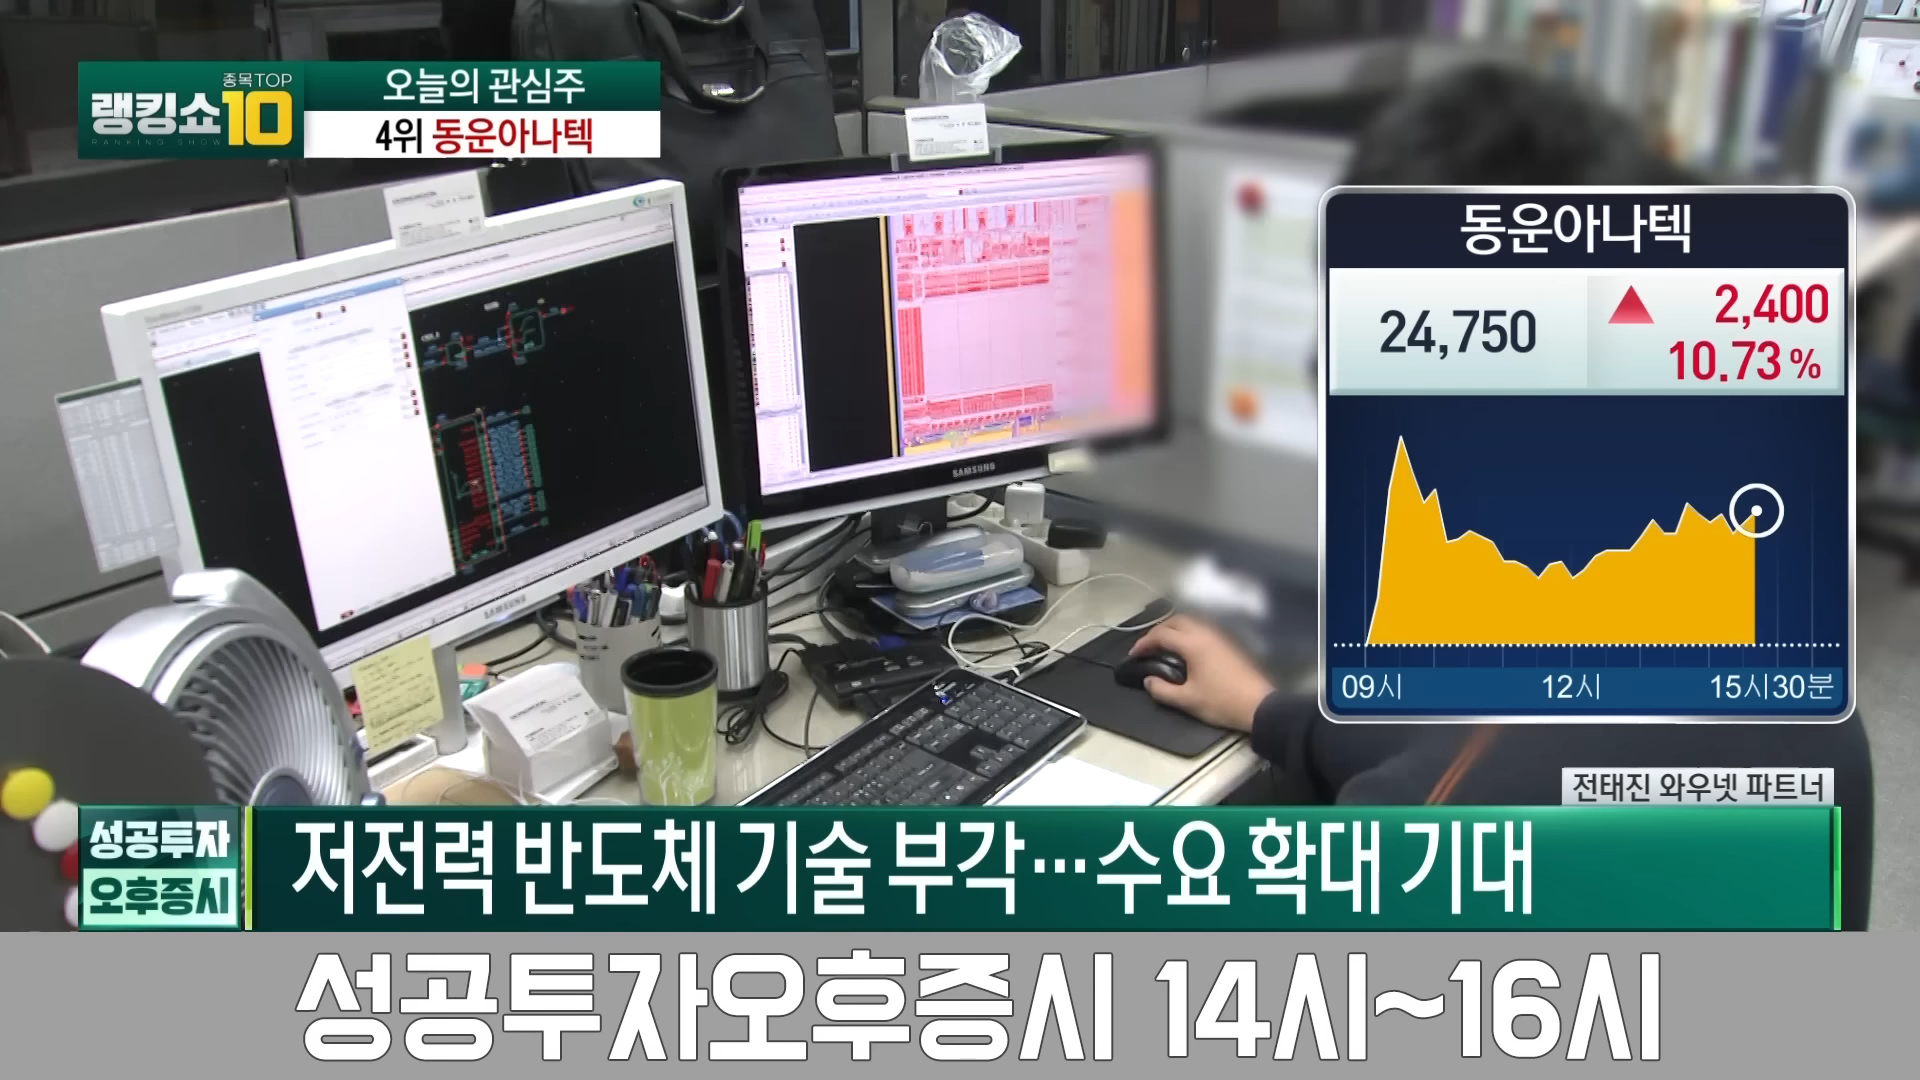 종목TOP
랭킹쇼10
RANKING SHOW
오늘의 관심주
4위 동운아나텍
동운아나텍
24,750
▲ 2,400
10.73%
09시 12시 15시30분
SAMSUNG
SAMSUNG
전태진 와우넷 파트너
성공투자
오후증시
저전력 반도체 기술 부각…수요 확대 기대
성공투자오후증시 14시~16시